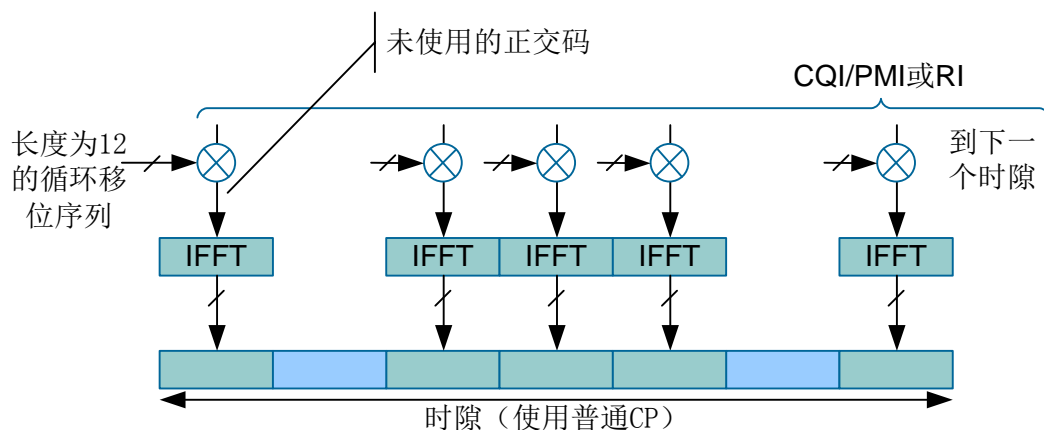 未使用的正交码
CQI/PMI或RI
长度为12
的循环移
位序列
到下一
个时隙
IFFT
IFFT
IFFT
IFFT
IFFT
时隙（使用普通CP）